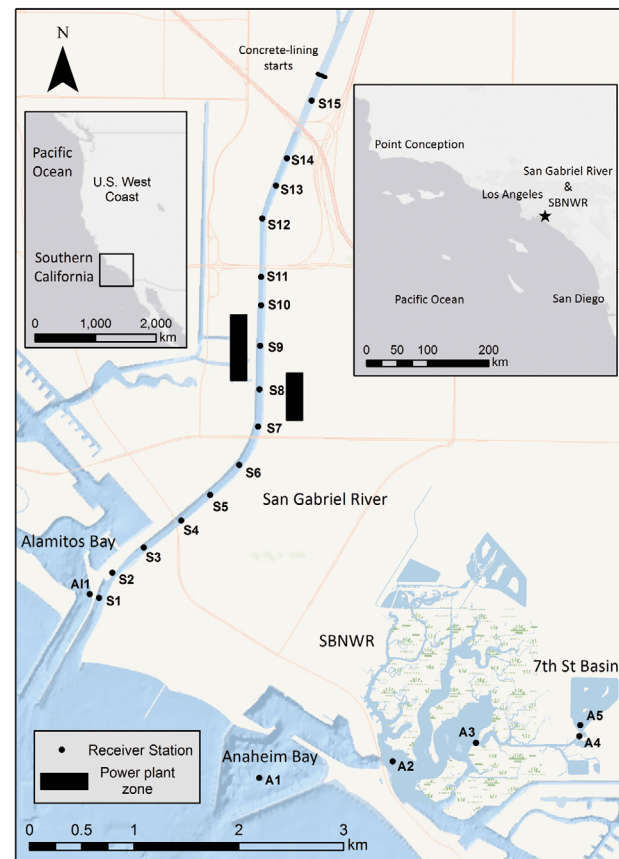 N
Concrete-lining
starts
S15
S14
S13
S12
S11
S10
S9
S8
S7
S6
S5
S4
S3
S2
S1
AI1
San Gabriel River
Alamitos Bay
Pacific
Ocean
U.S. West
Coast
Southern
California
0 1,000 2,000
km
Point Conception
San Gabriel River
&
SBNWR
Los Angeles
Pacific Ocean
San Diego
0 50 100 200
km
SBNWR
7th St Basin
A5
A4
A3
A2
Anaheim Bay
A1
Receiver Station
Power plant
zone
0 0.5 1 2 3
km